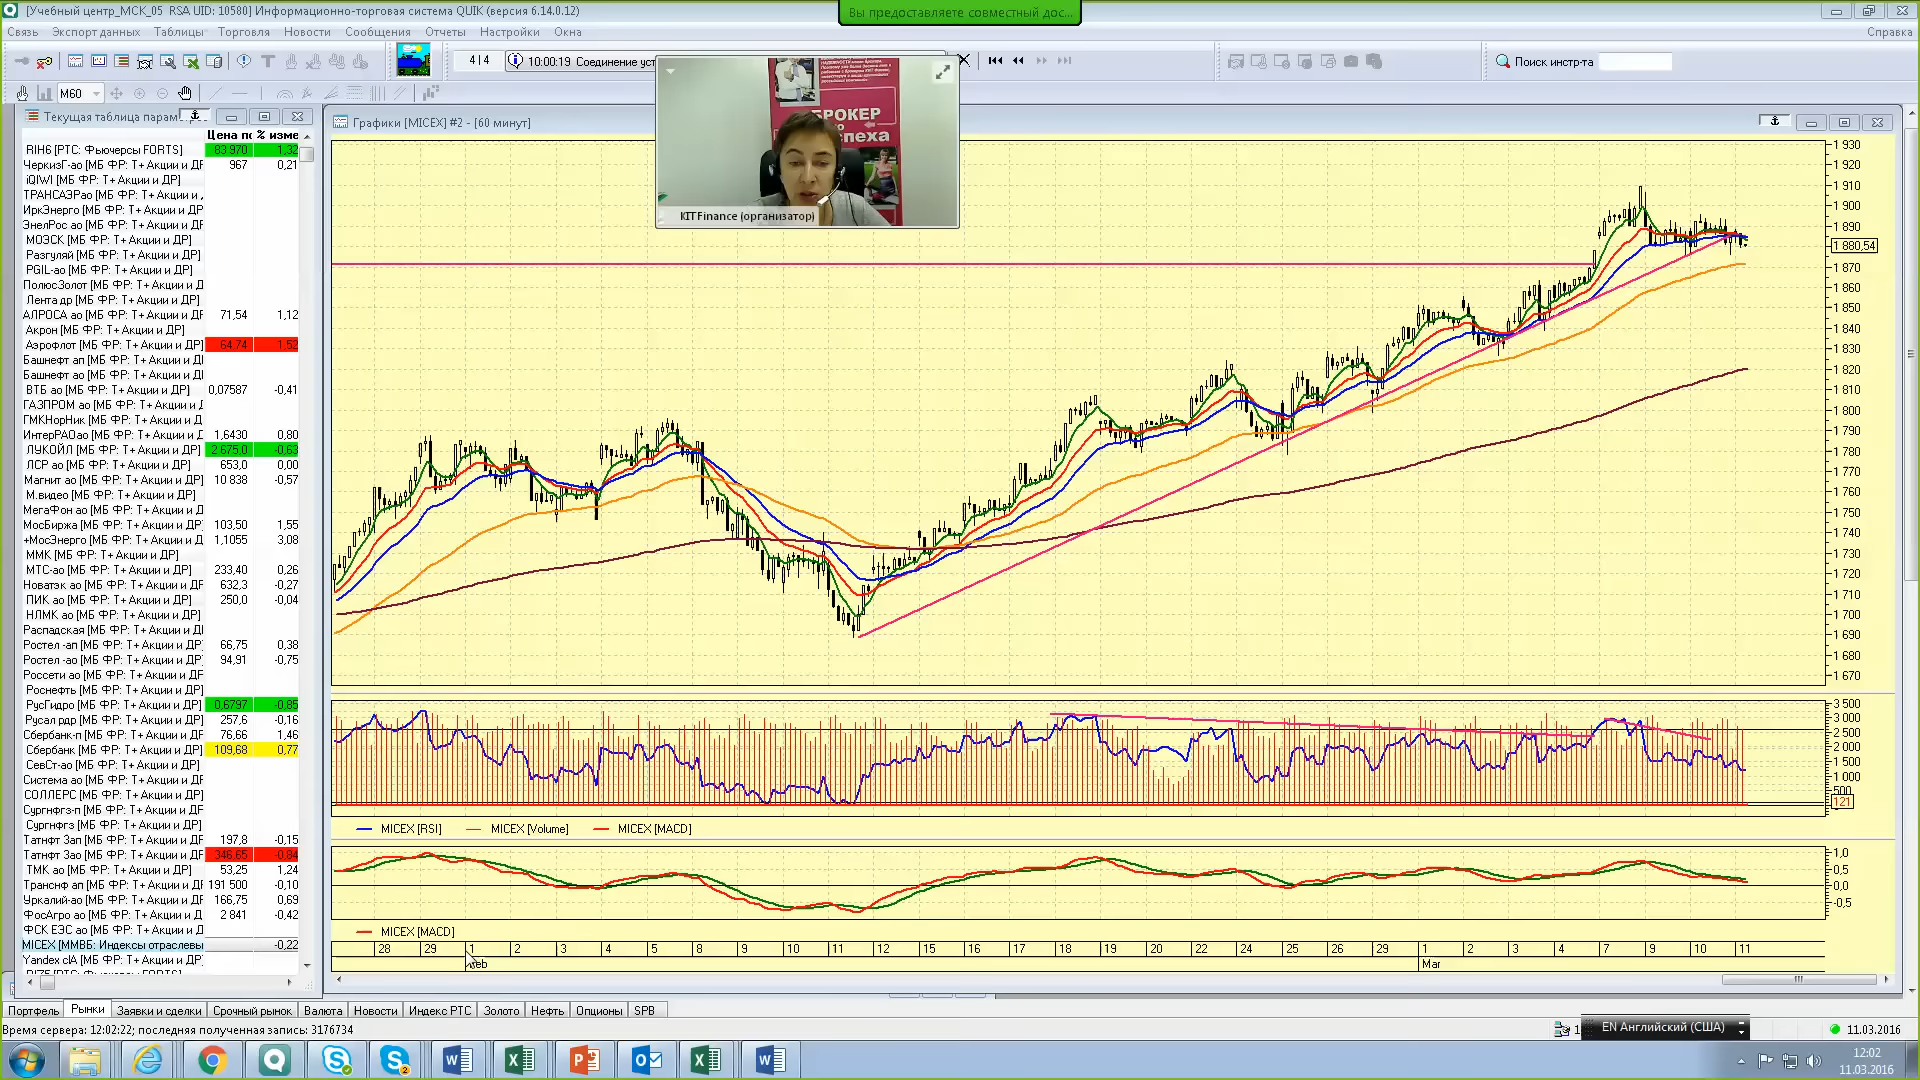 [Учебный центр_МСК_05 RSA UID: 10580] Информационно-торговая система QUIK (версия 6.14.0.12)
Вы предоставляете совместный дос...
Связь Экспорт данных Таблицы Торговля Новости Сообщения Отчеты Настройки Окна Справка
4|4 10:00:19 Соединение уст
Поиск инстр-та
M60
БРОКЕР
пеха
KITFinance (организатор)
Текущая таблица парам
Графики [MICEX] #2 - [60 минут]
Цена по % изме
RIH6 [РТС: Фьючерсы FORTS] 83 970 1,32
ЧеркизГ-ао [МБ ФР: Т+ Акции и ДР 967 0,21
iQIWI [МБ ФР: Т+ Акции и ДР]
ТРАНСАЭРао [МБ ФР: Т+ Акции и
ИркЭнерго [МБ ФР: Т+ Акции и ДР
ЭнелРос ао [МБ ФР: Т+ Акции и ДР
МОЭСК [МБ ФР: Т+ Акции и ДР]
Разгуляй [МБ ФР: Т+ Акции и ДР]
PGIL-ао [МБ ФР: Т+ Акции и ДР]
ПолюсЗолот [МБ ФР: Т+ Акции и ДР
Лента др [МБ ФР: Т+ Акции и ДР]
АЛРОСА ао [МБ ФР: Т+ Акции и ДР 71,54 1,12
Акрон [МБ ФР: Т+ Акции и ДР]
Аэрофлот [МБ ФР: Т+ Акции и ДР] 64,74 1,52
Башнефт ап [МБ ФР: Т+ Акции и ДР
Башнефт ао [МБ ФР: Т+ Акции и ДР
ВТБ ао [МБ ФР: Т+ Акции и ДР] 0,07587 -0,41
ГАЗПРОМ ао [МБ ФР: Т+ Акции и Д
ГМКНорНик [МБ ФР: Т+ Акции и ДР
ИнтерРАОао [МБ ФР: Т+ Акции и Д 1,6430 0,80
ЛУКОЙЛ [МБ ФР: Т+ Акции и ДР] 2 675,0 -0,63
ЛСР ао [МБ ФР: Т+ Акции и ДР] 653,0 0,00
Магнит ао [МБ ФР: Т+ Акции и ДР] 10 838 -0,57
М.видео [МБ ФР: Т+ Акции и ДР]
МегаФон ао [МБ ФР: Т+ Акции и Д
МосБиржа [МБ ФР: Т+ Акции и ДР] 103,50 1,55
+МосЭнерго [МБ ФР: Т+ Акции и ДР 1,1055 3,08
ММК [МБ ФР: Т+ Акции и ДР]
МТС-ао [МБ ФР: Т+ Акции и ДР] 233,40 0,26
Новатэк ао [МБ ФР: Т+ Акции и ДР 632,3 -0,27
ПИК ао [МБ ФР: Т+ Акции и ДР] 250,0 -0,04
НЛМК ао [МБ ФР: Т+ Акции и ДР]
Распадская [МБ ФР: Т+ Акции и ДР
Ростел -ап [МБ ФР: Т+ Акции и ДР] 66,75 0,38
Ростел -ао [МБ ФР: Т+ Акции и ДР] 94,91 -0,75
Россети ао [МБ ФР: Т+ Акции и ДР
Роснефть [МБ ФР: Т+ Акции и ДР]
РусГидро [МБ ФР: Т+ Акции и ДР] 0,6797 -0,85
Русал рдр [МБ ФР: Т+ Акции и ДР] 257,6 -0,16
Сбербанк-п [МБ ФР: Т+ Акции и ДР 76,66 1,46
Сбербанк [МБ ФР: Т+ Акции и ДР] 109,68 0,77
СевСт-ао [МБ ФР: Т+ Акции и ДР]
Система ао [МБ ФР: Т+ Акции и ДР
СОЛЛЕРС [МБ ФР: Т+ Акции и ДР]
Сургнфгз-п [МБ ФР: Т+ Акции и ДР
Сургнфгз [МБ ФР: Т+ Акции и ДР]
Татнфт 3ап [МБ ФР: Т+ Акции и ДР 197,8 -0,15
Татнфт 3ао [МБ ФР: Т+ Акции и ДР 346,65 -0,84
ТМК ао [МБ ФР: Т+ Акции и ДР] 53,25 1,24
Транснф ап [МБ ФР: Т+ Акции и ДР 191 500 -0,10
Уркалий-ао [МБ ФР: Т+ Акции и ДР 166,75 0,69
ФосАгро ао [МБ ФР: Т+ Акции и Д 2 841 -0,42
ФСК ЕЭС ао [МБ ФР: Т+ Акции и Д
MICEX [ММВБ: Индексы отраслевы -0,22
Yandex clA [МБ ФР: Т+ Акции и ДР
1 930
1 920
1 910
1 900
1 890
1 880,54
1 870
1 860
1 850
1 840
1 830
1 820
1 810
1 800
1 790
1 780
1 770
1 760
1 750
1 740
1 730
1 720
1 710
1 700
1 690
1 680
1 670
3 500
3 000
2 500
2 000
1 500
1 000
500
121
MICEX [RSI] MICEX [Volume] MICEX [MACD]
1,0
0,5
0,0
-0,5
MICEX [MACD]
28 29 1 2 3 4 5 8 9 10 11 12 15 16 17 18 19 20 22 24 25 26 29 1 2 3 4 7 9 10 11
eb Mar
Портфель Рынки Заявки и сделки Срочный рынок Валюта Новости Индекс РТС Золото Нефть Опционы SPB
Время сервера: 12:02:22; последняя полученная запись: 3176734
EN Английский (США)
11.03.2016
12:02
11.03.2016